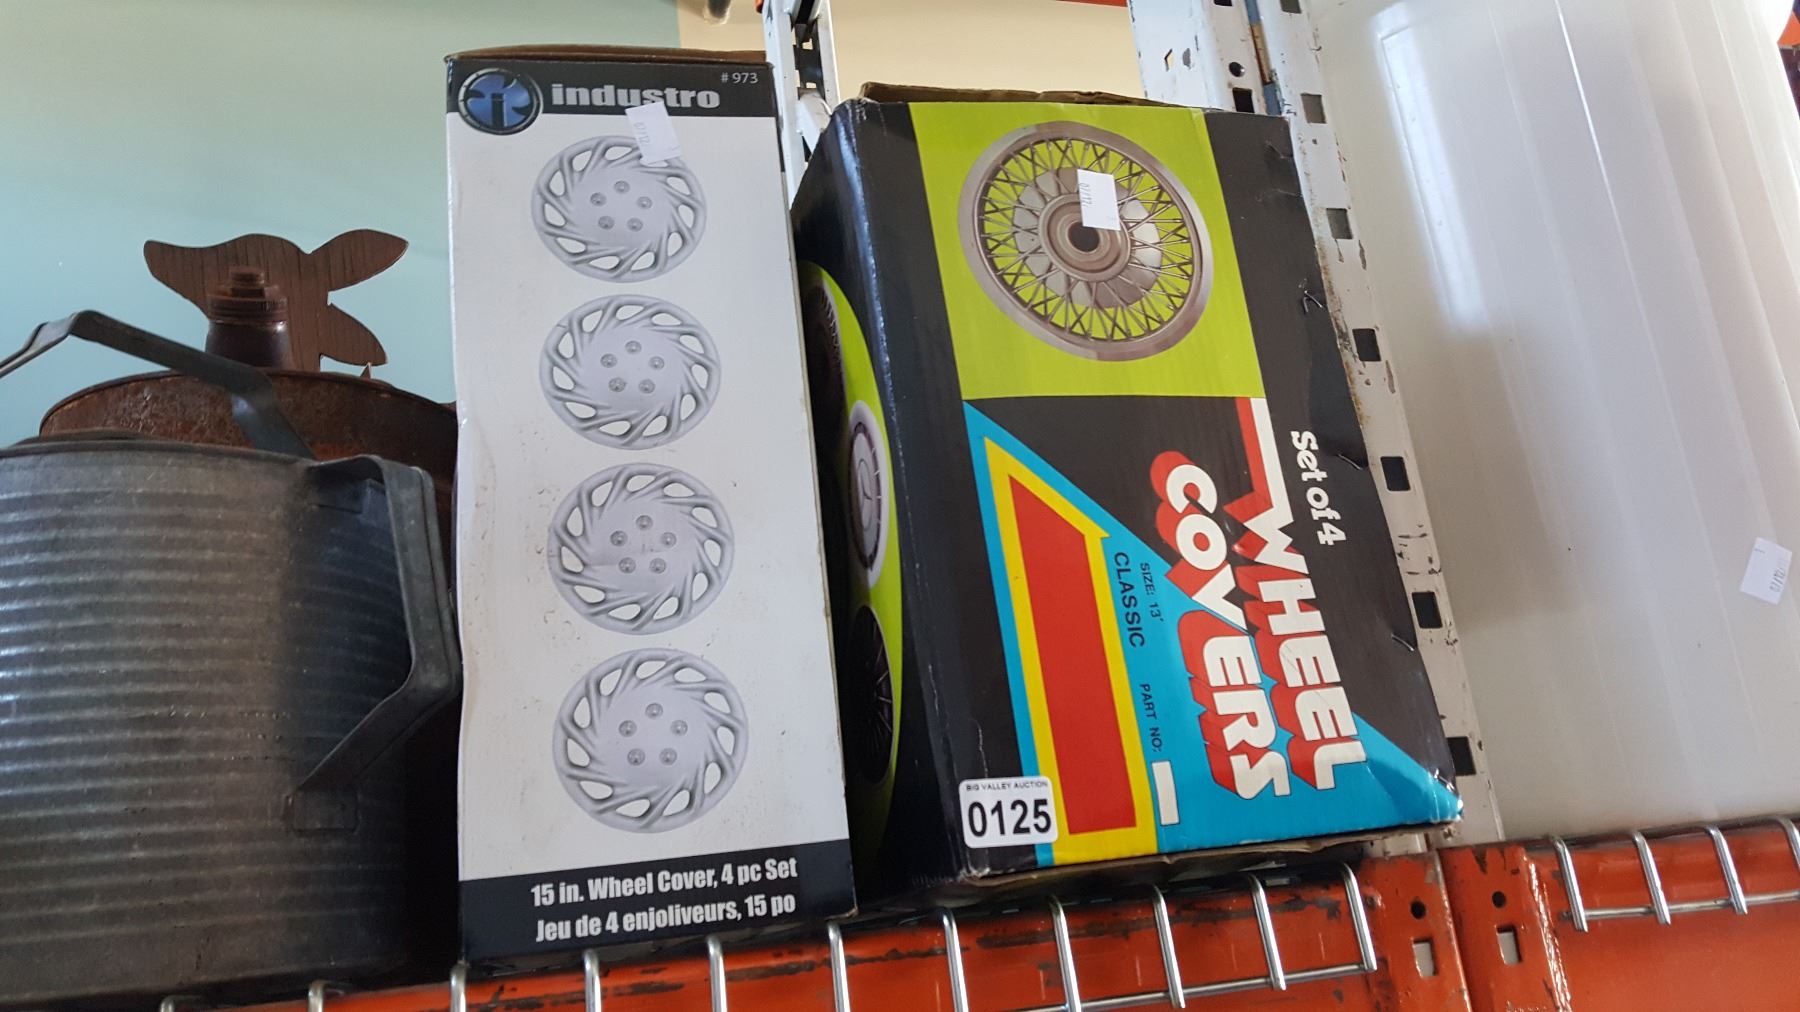 industro
# 973
15 in. Wheel Cover, 4 pc Set
Jeu de 4 enjoliveurs, 15 po
Set of 4
WHEEL
COVERS
SIZE: 13'
CLASSIC
PART NO:
BIG VALLEY AUCTION
0125